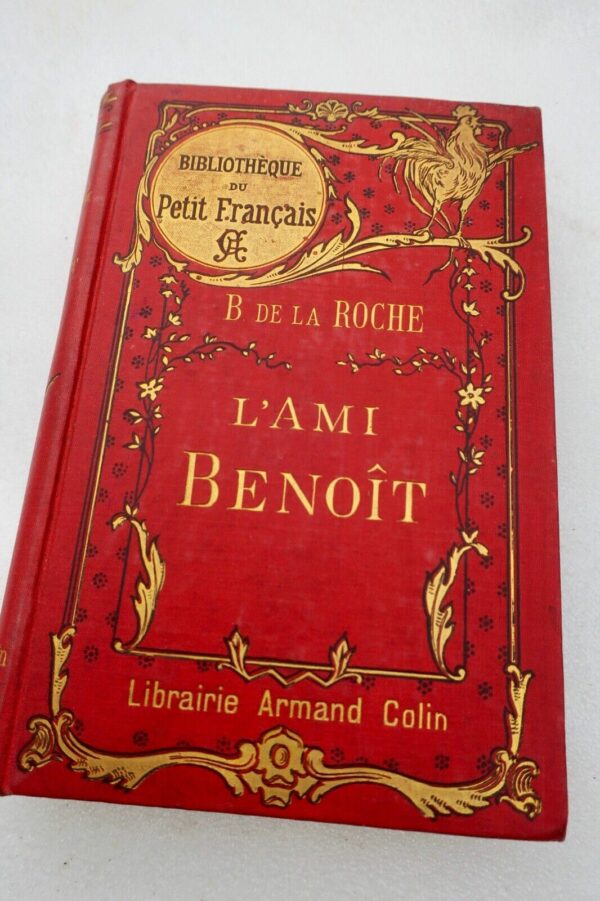 BIBLIOTHÈQUE
DU
Petit Français
B DE LA ROCHE
L'AMI
BENOÎT
Librairie Armand Colin